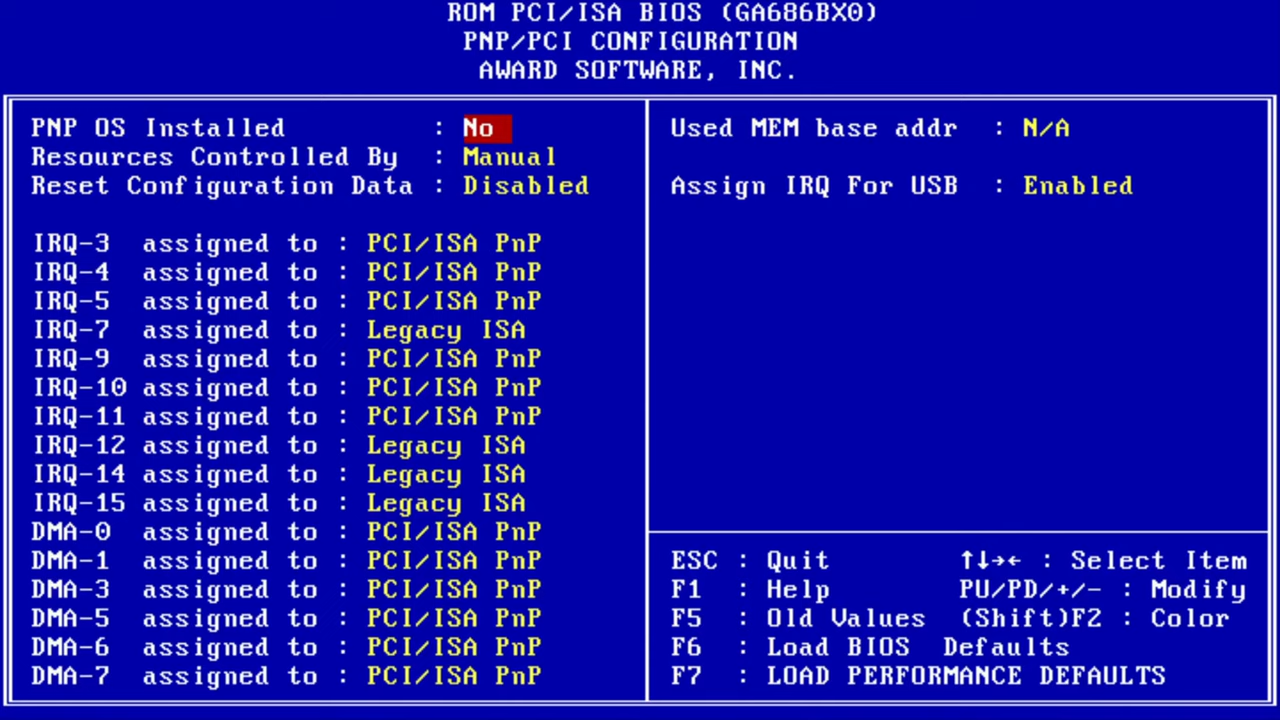 ROM PCI/ISA BIOS (GA686BX0)
PNP/PCI CONFIGURATION
AWARD SOFTWARE, INC.
PNP OS Installed : No
Resources Controlled By : Manual
Reset Configuration Data : Disabled
IRQ-3 assigned to : PCI/ISA PnP
IRQ-4 assigned to : PCI/ISA PnP
IRQ-5 assigned to : PCI/ISA PnP
IRQ-7 assigned to : Legacy ISA
IRQ-9 assigned to : PCI/ISA PnP
IRQ-10 assigned to : PCI/ISA PnP
IRQ-11 assigned to : PCI/ISA PnP
IRQ-12 assigned to : Legacy ISA
IRQ-14 assigned to : Legacy ISA
IRQ-15 assigned to : Legacy ISA
DMA-0 assigned to : PCI/ISA PnP
DMA-1 assigned to : PCI/ISA PnP
DMA-3 assigned to : PCI/ISA PnP
DMA-5 assigned to : PCI/ISA PnP
DMA-6 assigned to : PCI/ISA PnP
DMA-7 assigned to : PCI/ISA PnP
Used MEM base addr : N/A
Assign IRQ For USB : Enabled
ESC : Quit ↑↓→← : Select Item
F1 : Help PU/PD/+/- : Modify
F5 : Old Values (Shift)F2 : Color
F6 : Load BIOS Defaults
F7 : LOAD PERFORMANCE DEFAULTS